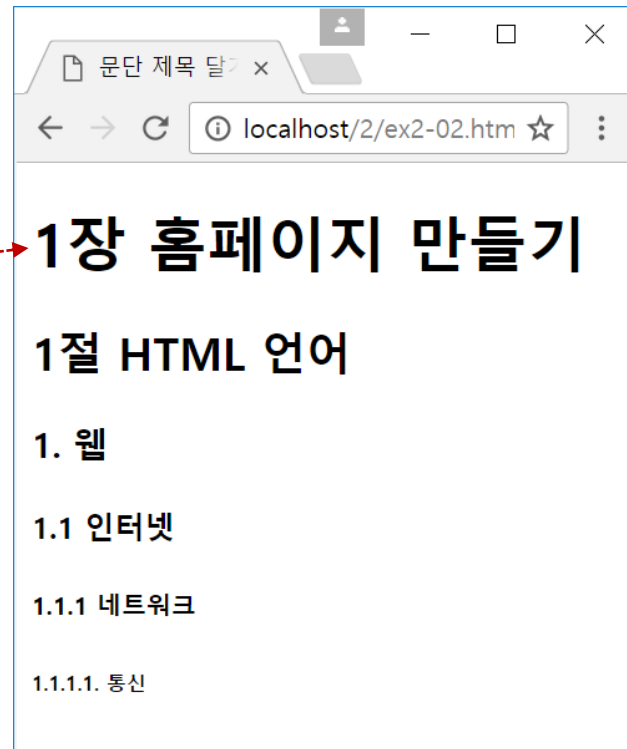 문단 제목 달
localhost/2/ex2-02.htm
1장 홈페이지 만들기
1절 HTML 언어
1. 웹
1.1 인터넷
1.1.1 네트워크
1.1.1.1. 통신